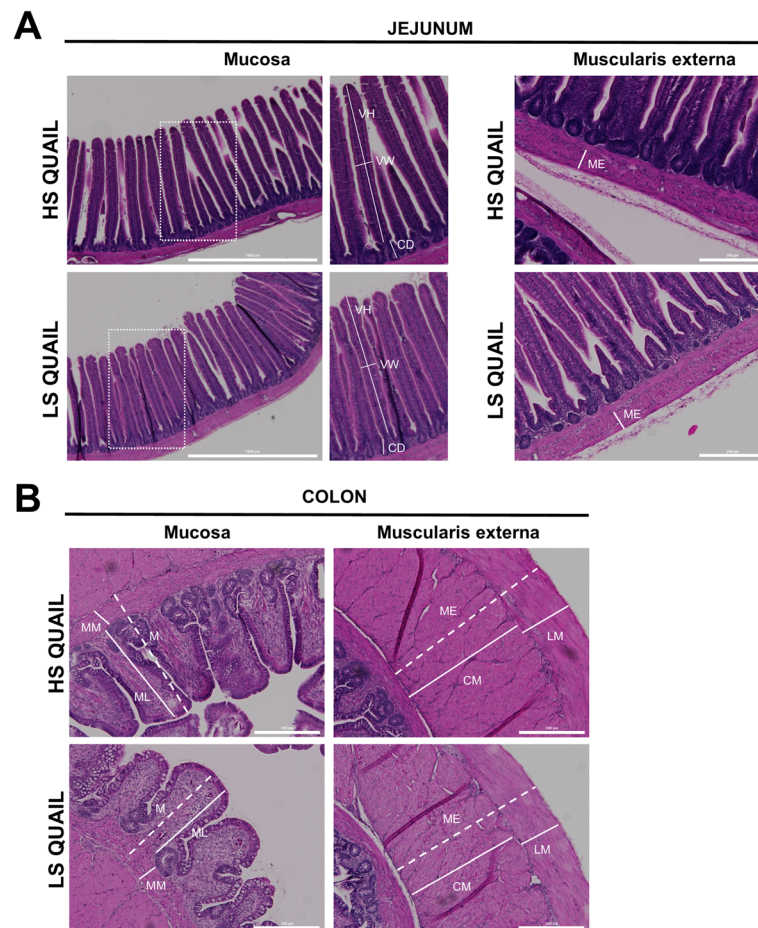 A
JEJUNUM
Mucosa
Muscularis externa
HS QUAIL
VH
VW
CD
ME
LS QUAIL
VH
VW
CD
ME
B
COLON
Mucosa
Muscularis externa
HS QUAIL
MM
M
ML
ME
LM
CM
LS QUAIL
M
ML
MM
ME
LM
CM